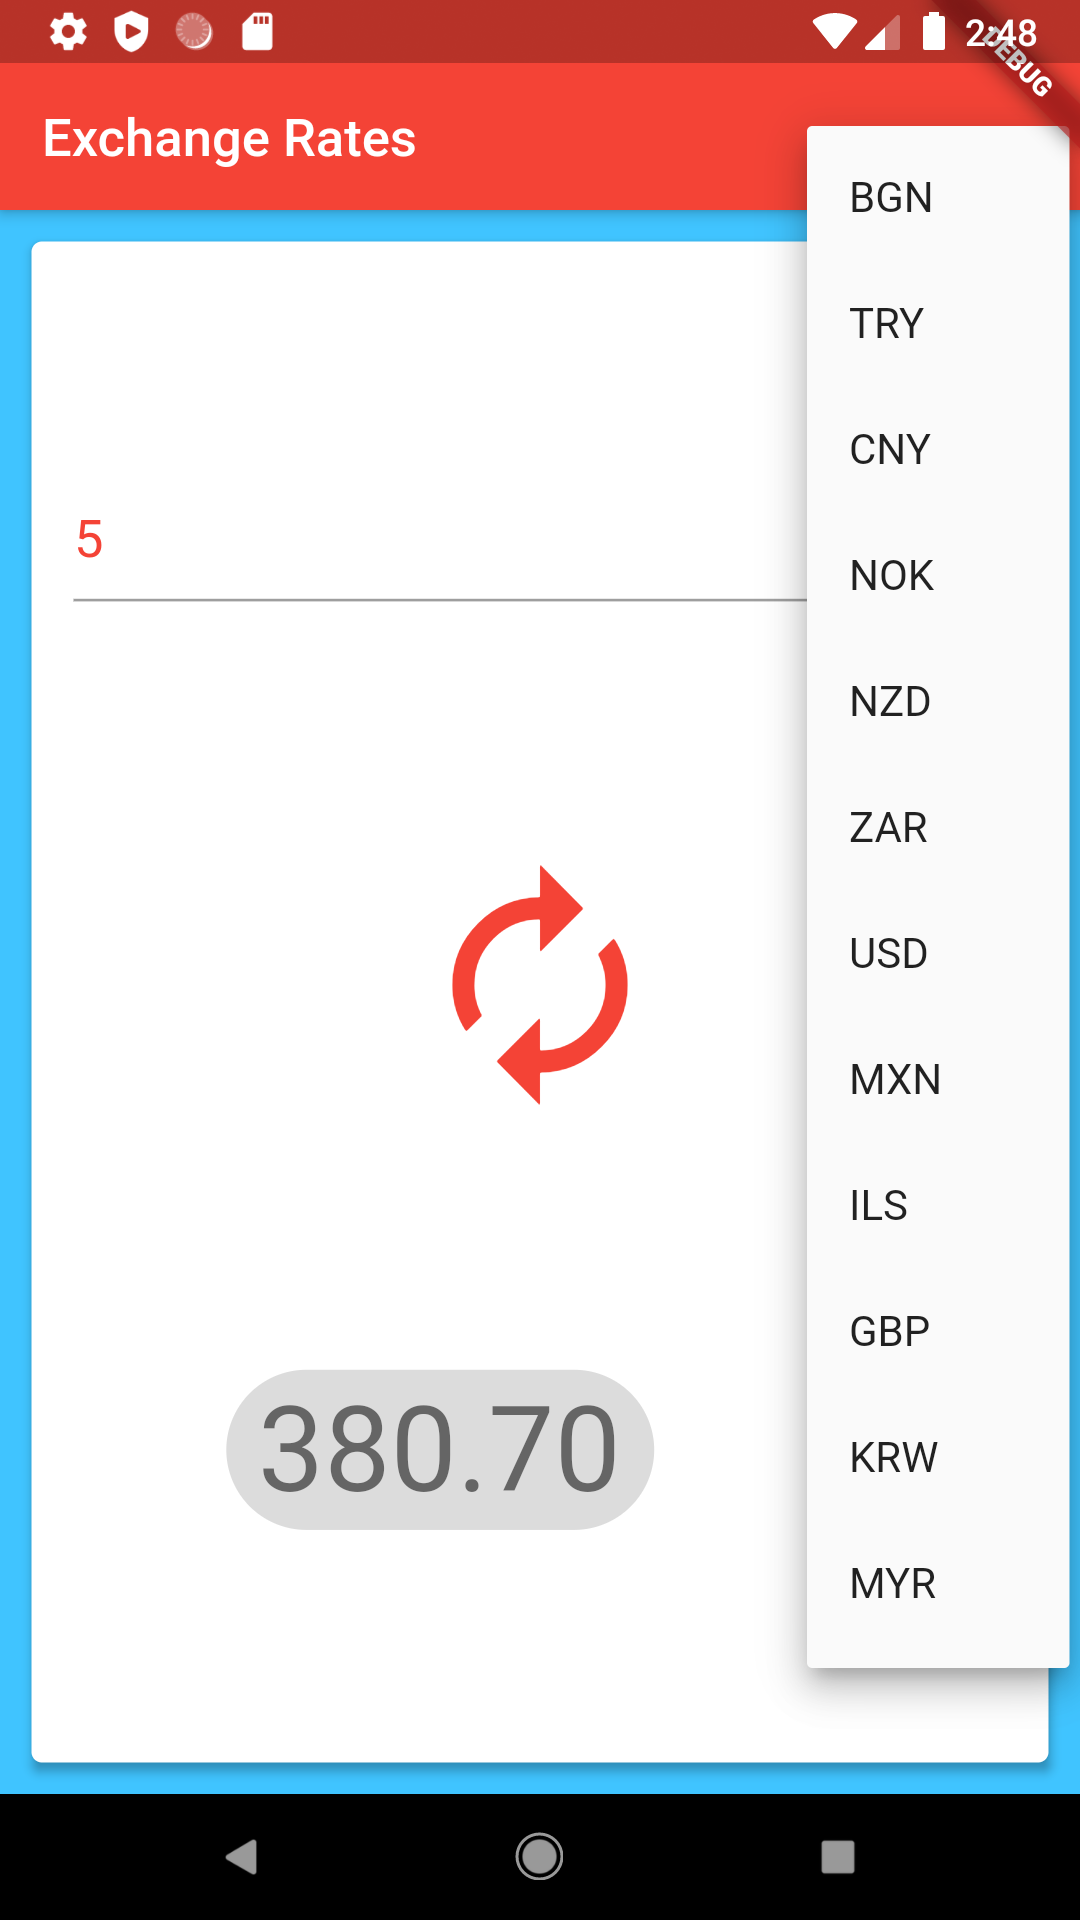 2:48
DEBUG
Exchange Rates
BGN
TRY
CNY
NOK
5
NZD
ZAR
USD
MXN
ILS
GBP
380.70
KRW
MYR